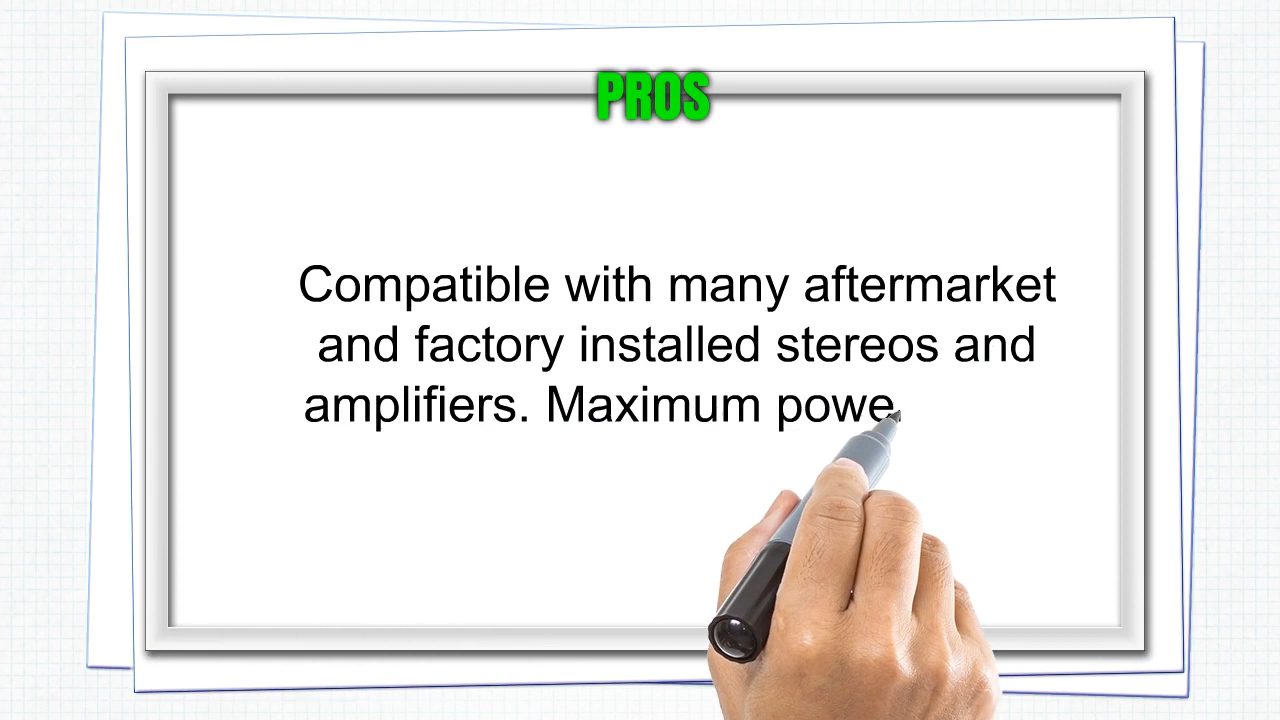 PROS
Compatible with many aftermarket
and factory installed stereos and
amplifiers. Maximum powe